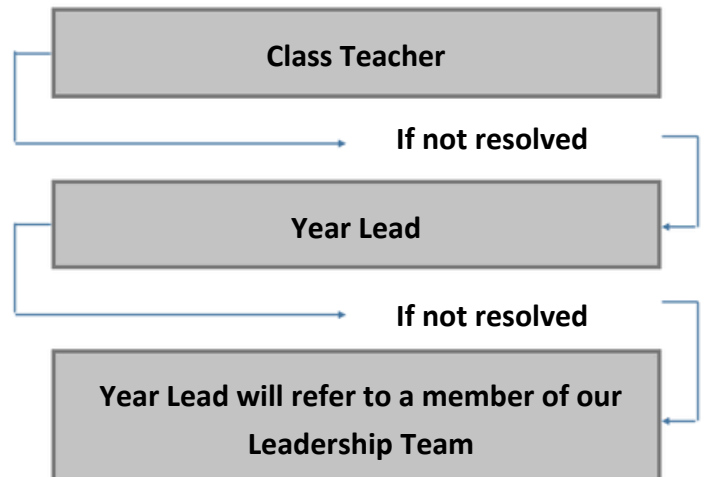 Class Teacher
If not resolved
Year Lead
If not resolved
Year Lead will refer to a member of our
Leadership Team